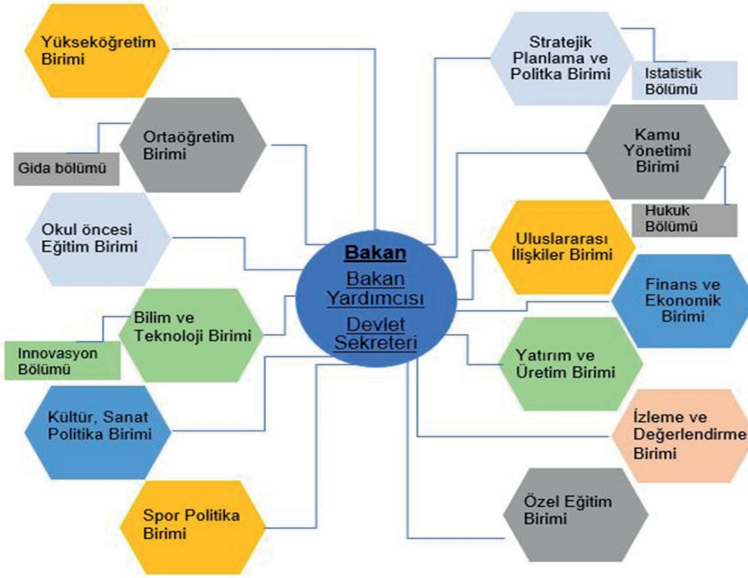 Yükseköğretim
Birimi
Ortaöğretim
Birimi
Gida bölümü
Okul öncesi
Eğitim Birimi
Bilim ve
Teknoloji Birimi
Innovasyon
Bölümü
Kültür, Sanat
Politika Birimi
Spor Politika
Birimi
Bakan
Bakan
Yardımcısı
Devlet
Sekreteri
Stratejik
Planlama ve
Politka Birimi
Istatistik
Bölümü
Kamu
Yönetimi
Birimi
Hukuk
Bölümü
Uluslararası
İlişkiler Birimi
Finans ve
Ekonomik
Birimi
Yatırım ve
Üretim Birimi
İzleme ve
Değerlendirme
Birimi
Özel Eğitim
Birimi